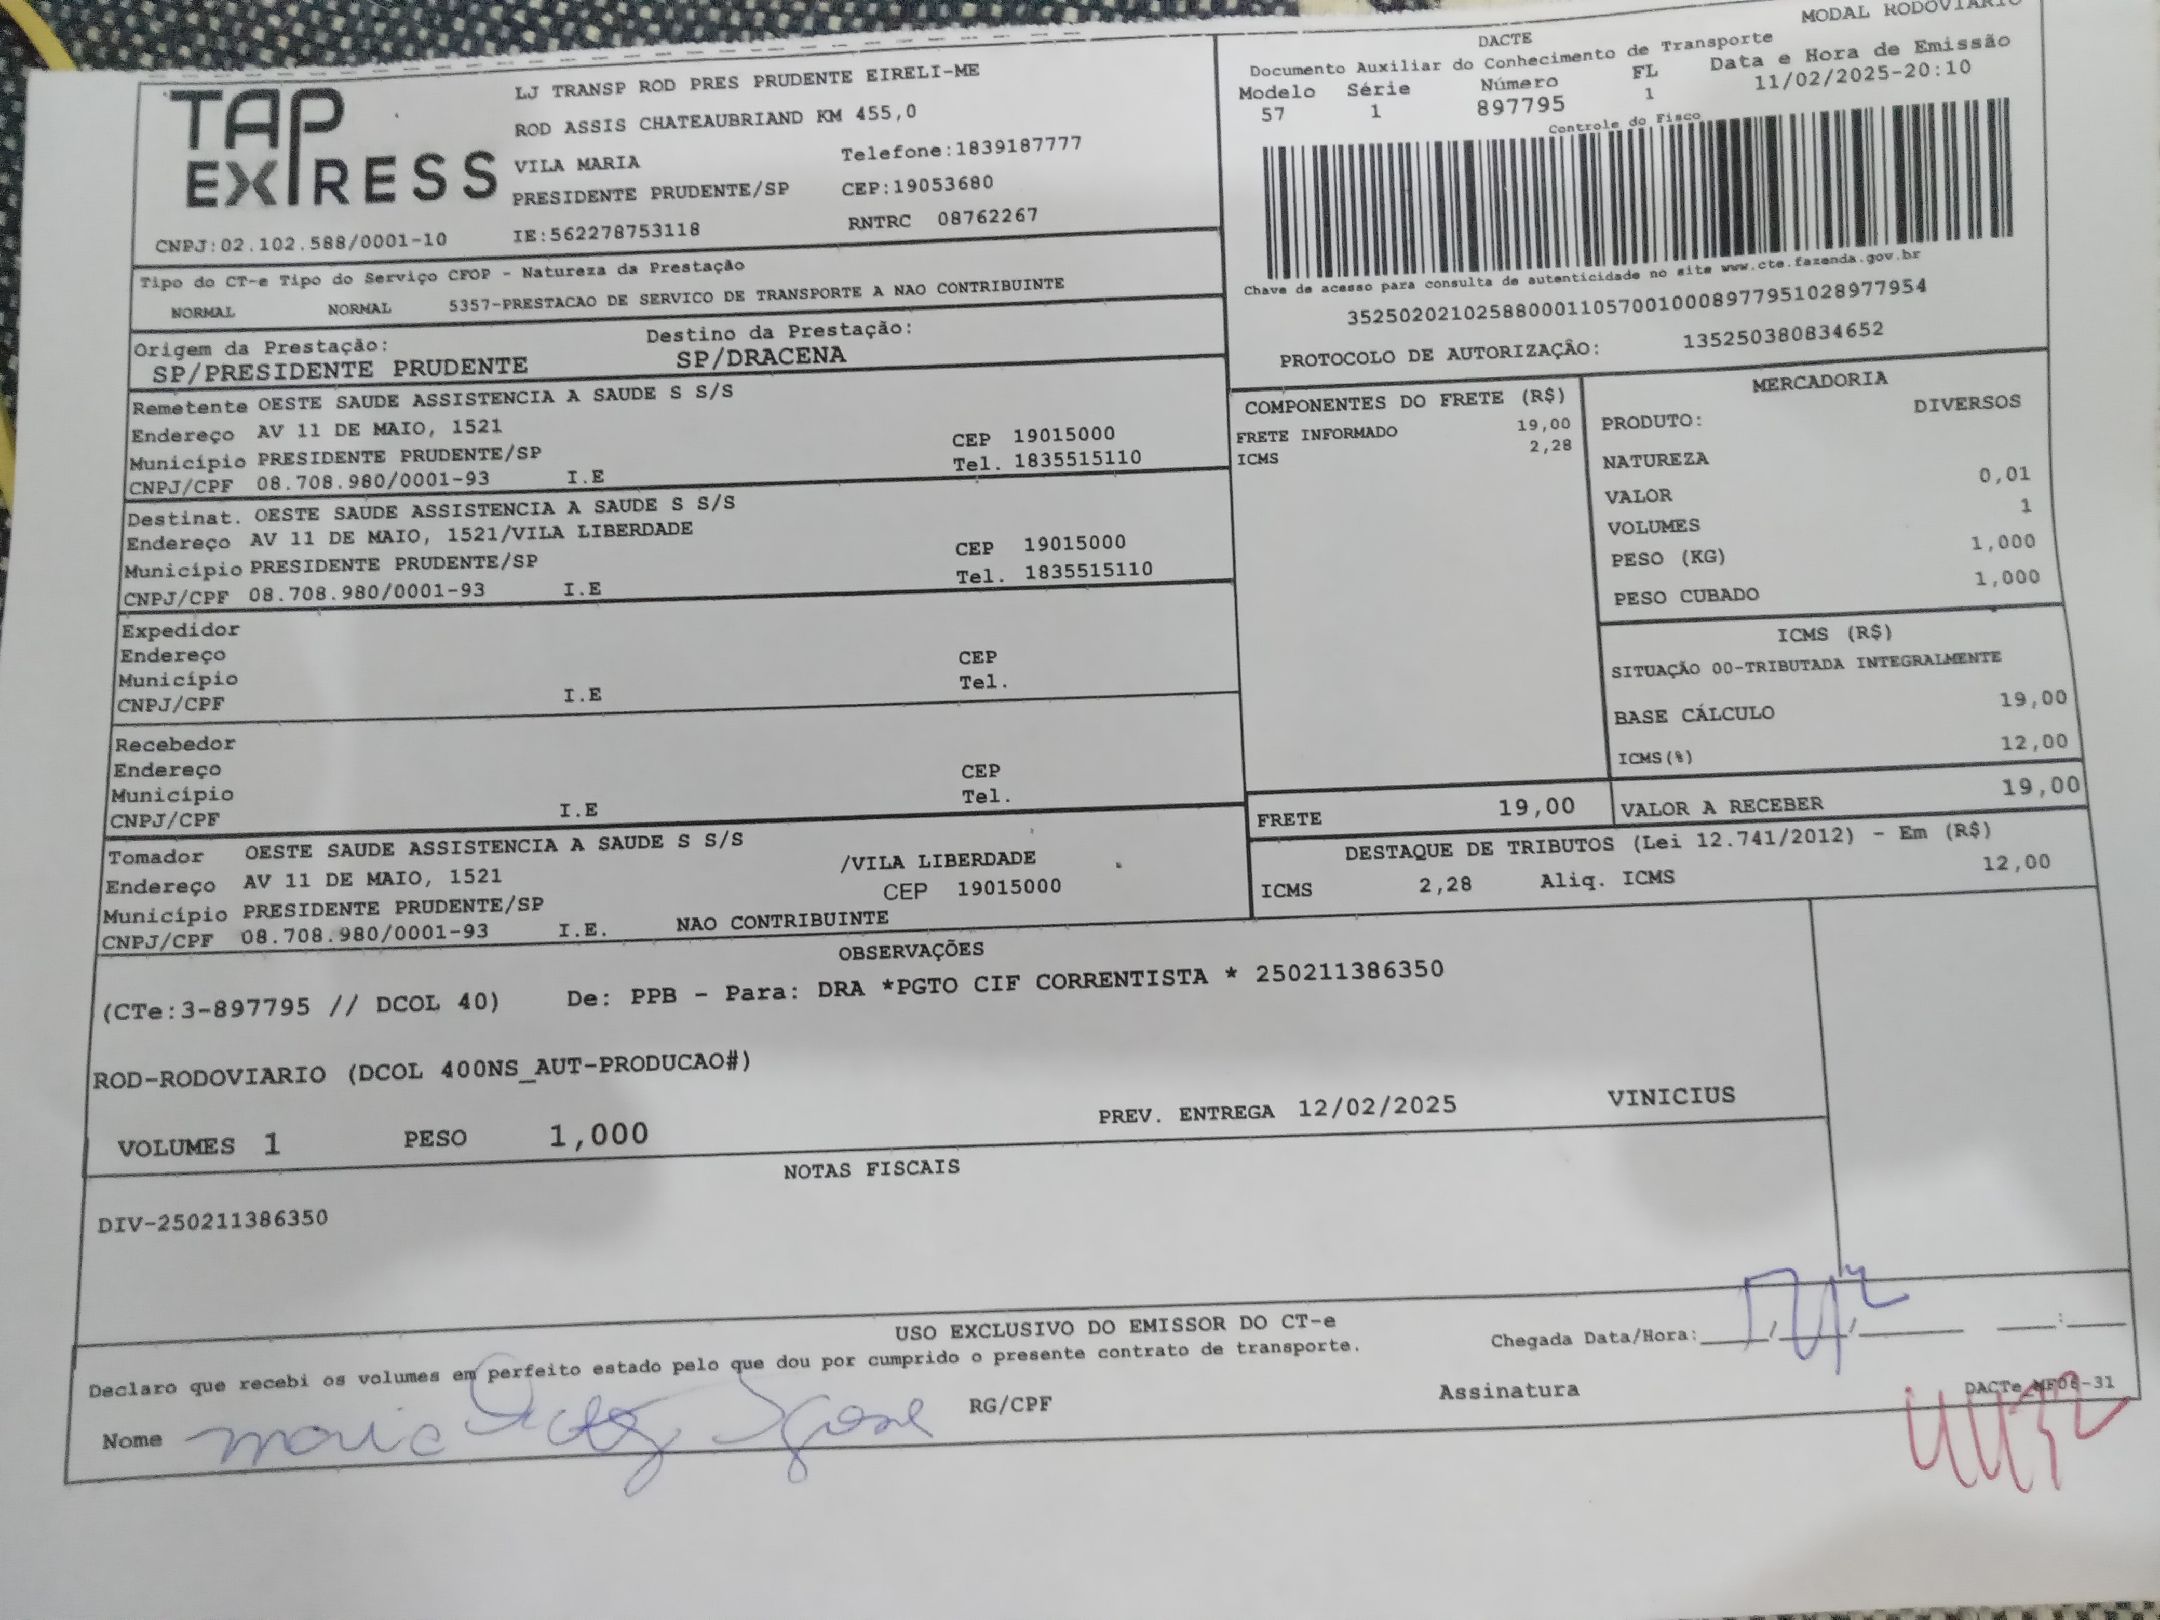 MODAL RODOVIÁRIO
TAP EXPRESS
LJ TRANSP ROD PRES PRUDENTE EIRELI-ME
ROD ASSIS CHATEAUBRIAND KM 455,0
VILA MARIA Telefone:1839187777
PRESIDENTE PRUDENTE/SP CEP:19053680
CNPJ:02.102.588/0001-10 IE:562278753118 RNTRC 08762267
DACTE
Documento Auxiliar do Conhecimento de Transporte
Modelo Série Número FL Data e Hora de Emissão
57 1 897795 1 11/02/2025-20:10
Controle do Fisco
Chave de acesso para consulta de autenticidade no site www.cte.fazenda.gov.br
35250202102588000110570010008977951028977954
PROTOCOLO DE AUTORIZAÇÃO: 135250380834652
Tipo do CT-e Tipo do Serviço CFOP - Natureza da Prestação
NORMAL NORMAL 5357-PRESTACAO DE SERVICO DE TRANSPORTE A NAO CONTRIBUINTE
Origem da Prestação: Destino da Prestação:
SP/PRESIDENTE PRUDENTE SP/DRACENA
Remetente OESTE SAUDE ASSISTENCIA A SAUDE S S/S
Endereço AV 11 DE MAIO, 1521 CEP 19015000
Município PRESIDENTE PRUDENTE/SP Tel. 1835515110
CNPJ/CPF 08.708.980/0001-93 I.E
Destinat. OESTE SAUDE ASSISTENCIA A SAUDE S S/S
Endereço AV 11 DE MAIO, 1521/VILA LIBERDADE CEP 19015000
Município PRESIDENTE PRUDENTE/SP Tel. 1835515110
CNPJ/CPF 08.708.980/0001-93 I.E
Expedidor
Endereço CEP
Município Tel.
CNPJ/CPF I.E
Recebedor
Endereço CEP
Município Tel.
CNPJ/CPF I.E
Tomador OESTE SAUDE ASSISTENCIA A SAUDE S S/S
Endereço AV 11 DE MAIO, 1521 /VILA LIBERDADE
Município PRESIDENTE PRUDENTE/SP CEP 19015000
CNPJ/CPF 08.708.980/0001-93 I.E. NAO CONTRIBUINTE
COMPONENTES DO FRETE (R$)
FRETE INFORMADO 19,00
ICMS 2,28
MERCADORIA
PRODUTO: DIVERSOS
NATUREZA
VALOR 0,01
VOLUMES 1
PESO (KG) 1,000
PESO CUBADO 1,000
ICMS (R$)
SITUAÇÃO 00-TRIBUTADA INTEGRALMENTE
BASE CÁLCULO 19,00
ICMS(%) 12,00
FRETE 19,00 VALOR A RECEBER 19,00
DESTAQUE DE TRIBUTOS (Lei 12.741/2012) - Em (R$)
ICMS 2,28 Aliq. ICMS 12,00
OBSERVAÇÕES
(CTe:3-897795 // DCOL 40) De: PPB - Para: DRA *PGTO CIF CORRENTISTA * 250211386350
ROD-RODOVIARIO (DCOL 400NS_AUT-PRODUCAO#)
VOLUMES 1 PESO 1,000 PREV. ENTREGA 12/02/2025 VINICIUS
NOTAS FISCAIS
DIV-250211386350
USO EXCLUSIVO DO EMISSOR DO CT-e
Declaro que recebi os volumes em perfeito estado pelo que dou por cumprido o presente contrato de transporte.
Chegada Data/Hora:
Nome maria RG/CPF Assinatura
DACTe_MF06-31